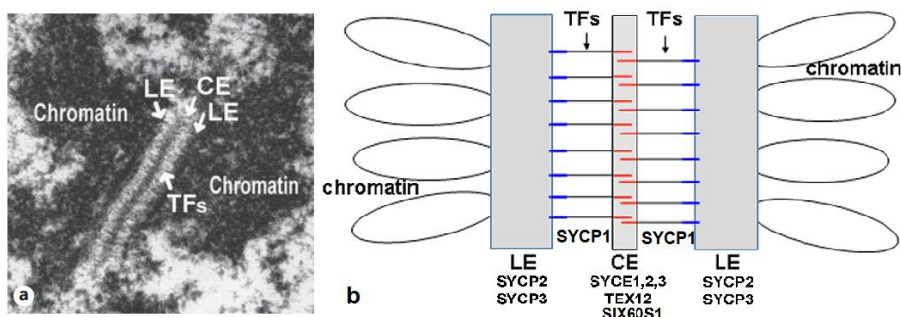 LE CE
LE
Chromatin
Chromatin
TFs
a
TFs TFs
chromatin
chromatin
SYCP1 SYCP1
LE CE LE
SYCP2 SYCE1,2,3 SYCP2
SYCP3 TEX12 SYCP3
SIX60S1
b